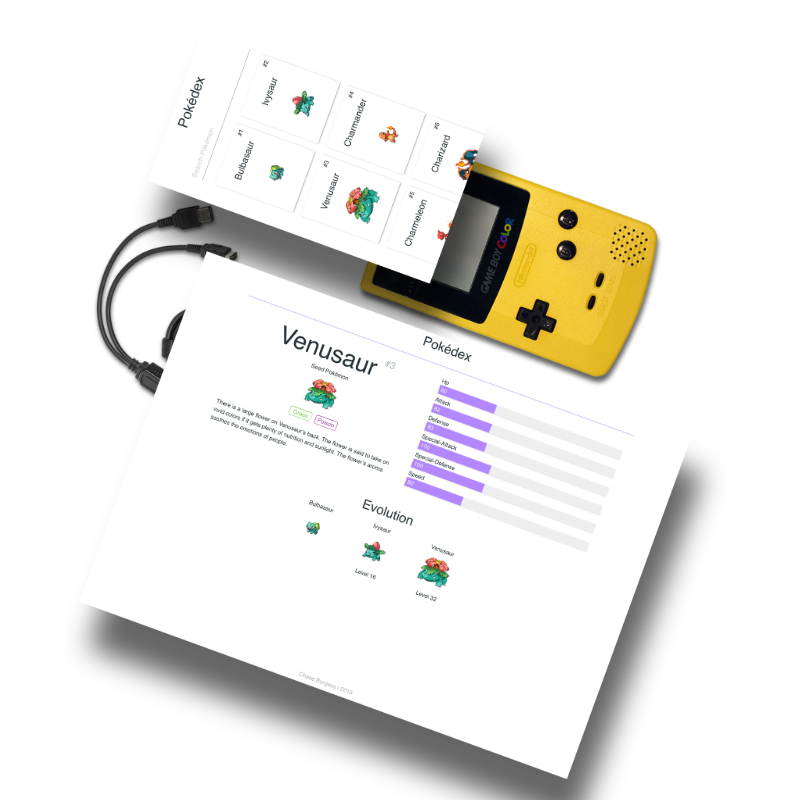 Pokédex
Search Pokémon
#2
Ivysaur
#4
Charmander
#6
Charizard
#1
Bulbasaur
#3
Venusaur
#5
Charmeleon
GAME BOY COLOR
Nintendo
Pokédex
Venusaur #3
Seed Pokémon
Grass
Poison
There is a large flower on Venusaur's back. The flower is said to take on
vivid colors if it gets plenty of nutrition and sunlight. The flower's aroma
soothes the emotions of people.
Hp
80
Attack
82
Defense
83
Special-Attack
100
Special-Defense
100
Speed
80
Evolution
Bulbasaur
Ivysaur
Level 16
Venusaur
Level 32
Chase Burgess | 2019